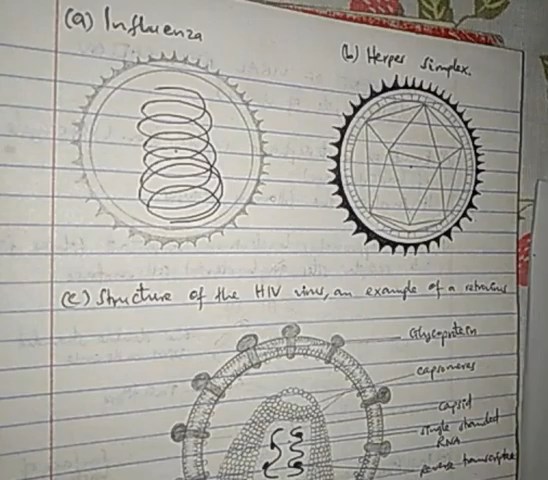 (a) Influenza
(b) Herpes simplex.
(c) Structure of the HIV virus, an example of a retrovirus
Glycoprotein
capsomeres
capsid
single stranded
RNA
reverse transcriptase